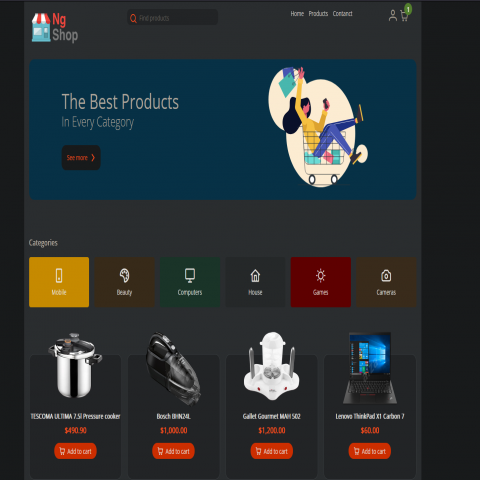 Ng
Shop
Find products
Home Products Contanct
1
The Best Products
In Every Category
See more
Categories
Mobile
Beauty
Computers
House
Games
Cameras
TESCOMA ULTIMA 7.5l Pressure cooker
$490.90
Add to cart
Bosch BHN24L
$1,000.00
Add to cart
Gallet Gourmet MAH 502
$1,200.00
Add to cart
Lenovo ThinkPad X1 Carbon 7
$60.00
Add to cart